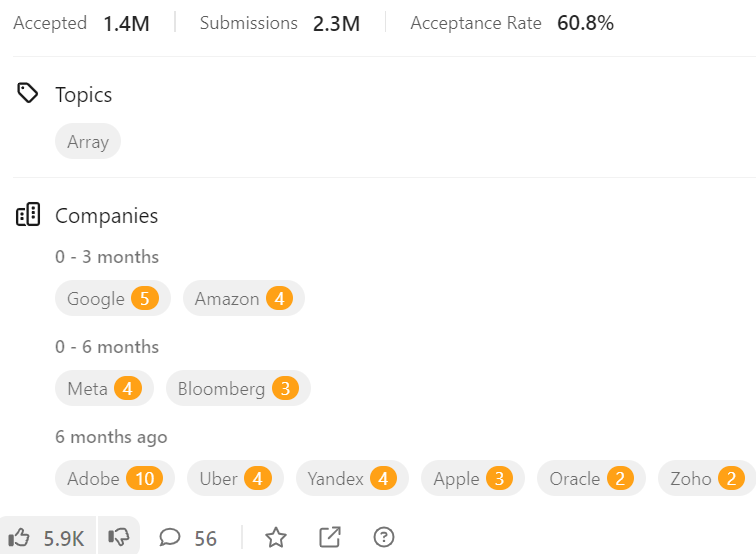 Accepted 1.4M Submissions 2.3M Acceptance Rate 60.8%
Topics
Array
Companies
0 - 3 months
Google 5 Amazon 4
0 - 6 months
Meta 4 Bloomberg 3
6 months ago
Adobe 10 Uber 4 Yandex 4 Apple 3 Oracle 2 Zoho 2
5.9K 56